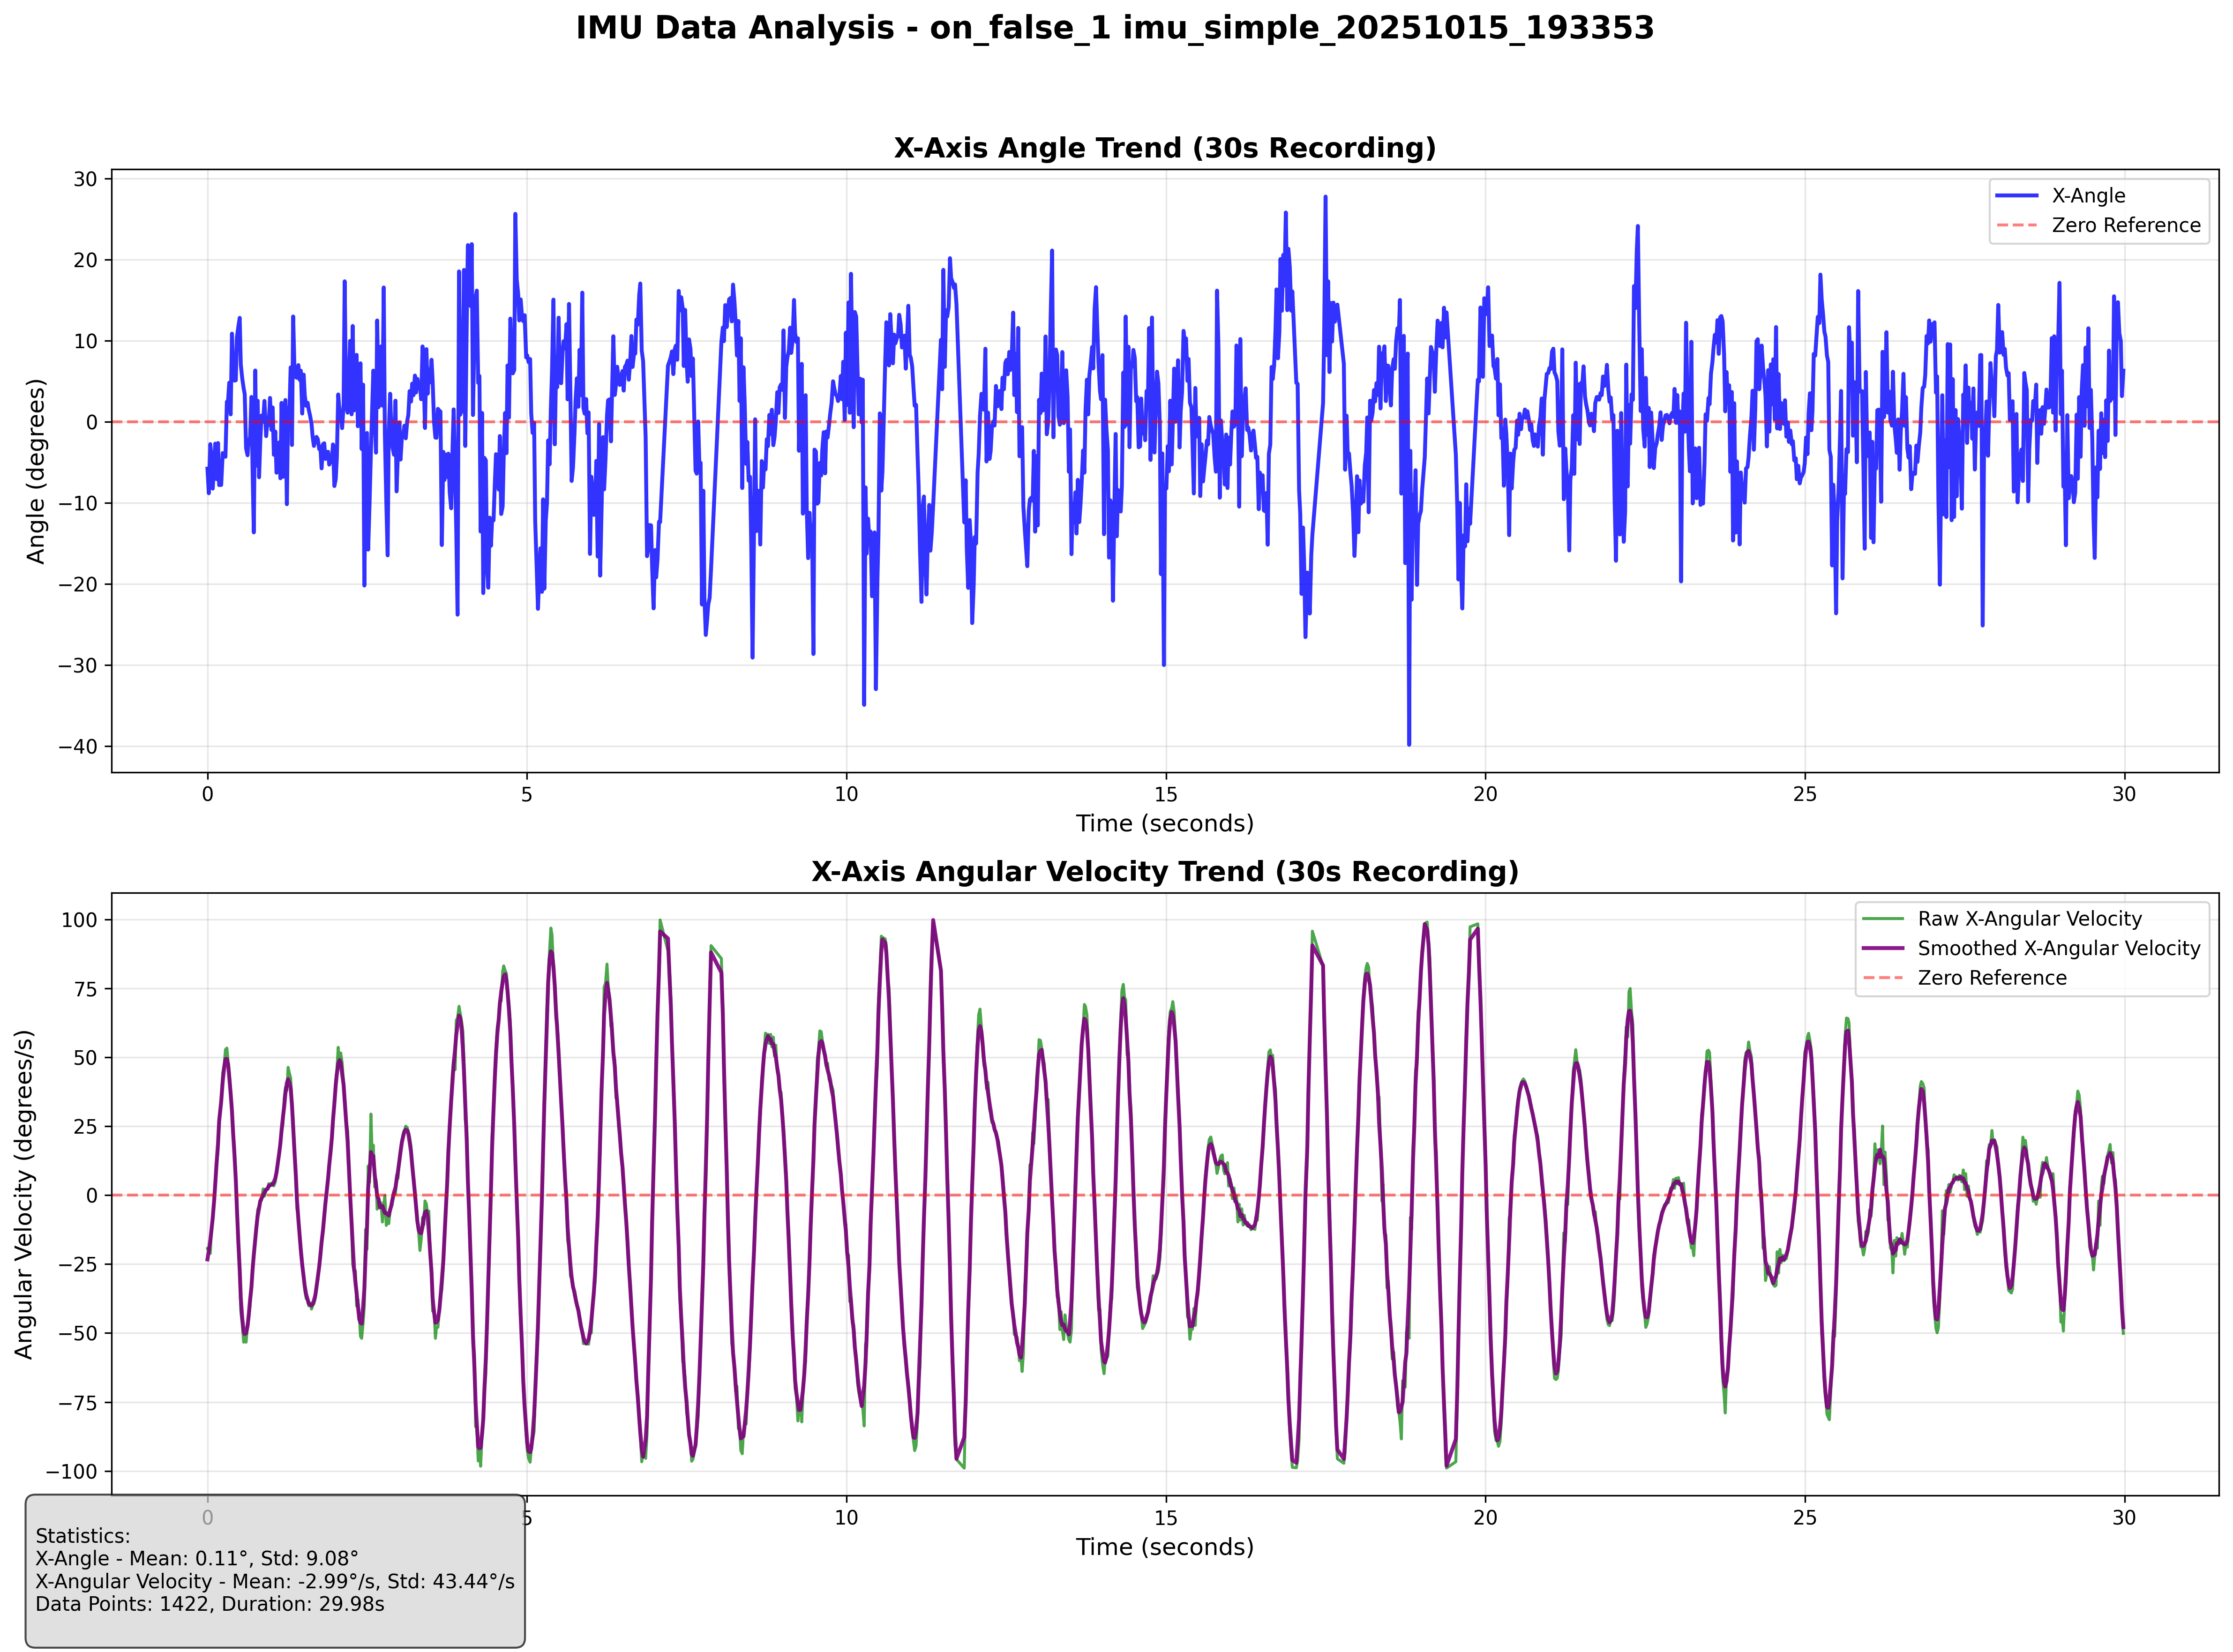 IMU Data Analysis - on_false_1 imu_simple_20251015_193353
X-Axis Angle Trend (30s Recording)
30
20
10
0
−10
−20
−30
−40
Angle (degrees)
X-Angle
Zero Reference
0 5 10 15 20 25 30
Time (seconds)
X-Axis Angular Velocity Trend (30s Recording)
100
75
50
25
0
−25
−50
−75
−100
Angular Velocity (degrees/s)
Raw X-Angular Velocity
Smoothed X-Angular Velocity
Zero Reference
0 5 10 15 20 25 30
Time (seconds)
Statistics:
X-Angle - Mean: 0.11°, Std: 9.08°
X-Angular Velocity - Mean: -2.99°/s, Std: 43.44°/s
Data Points: 1422, Duration: 29.98s